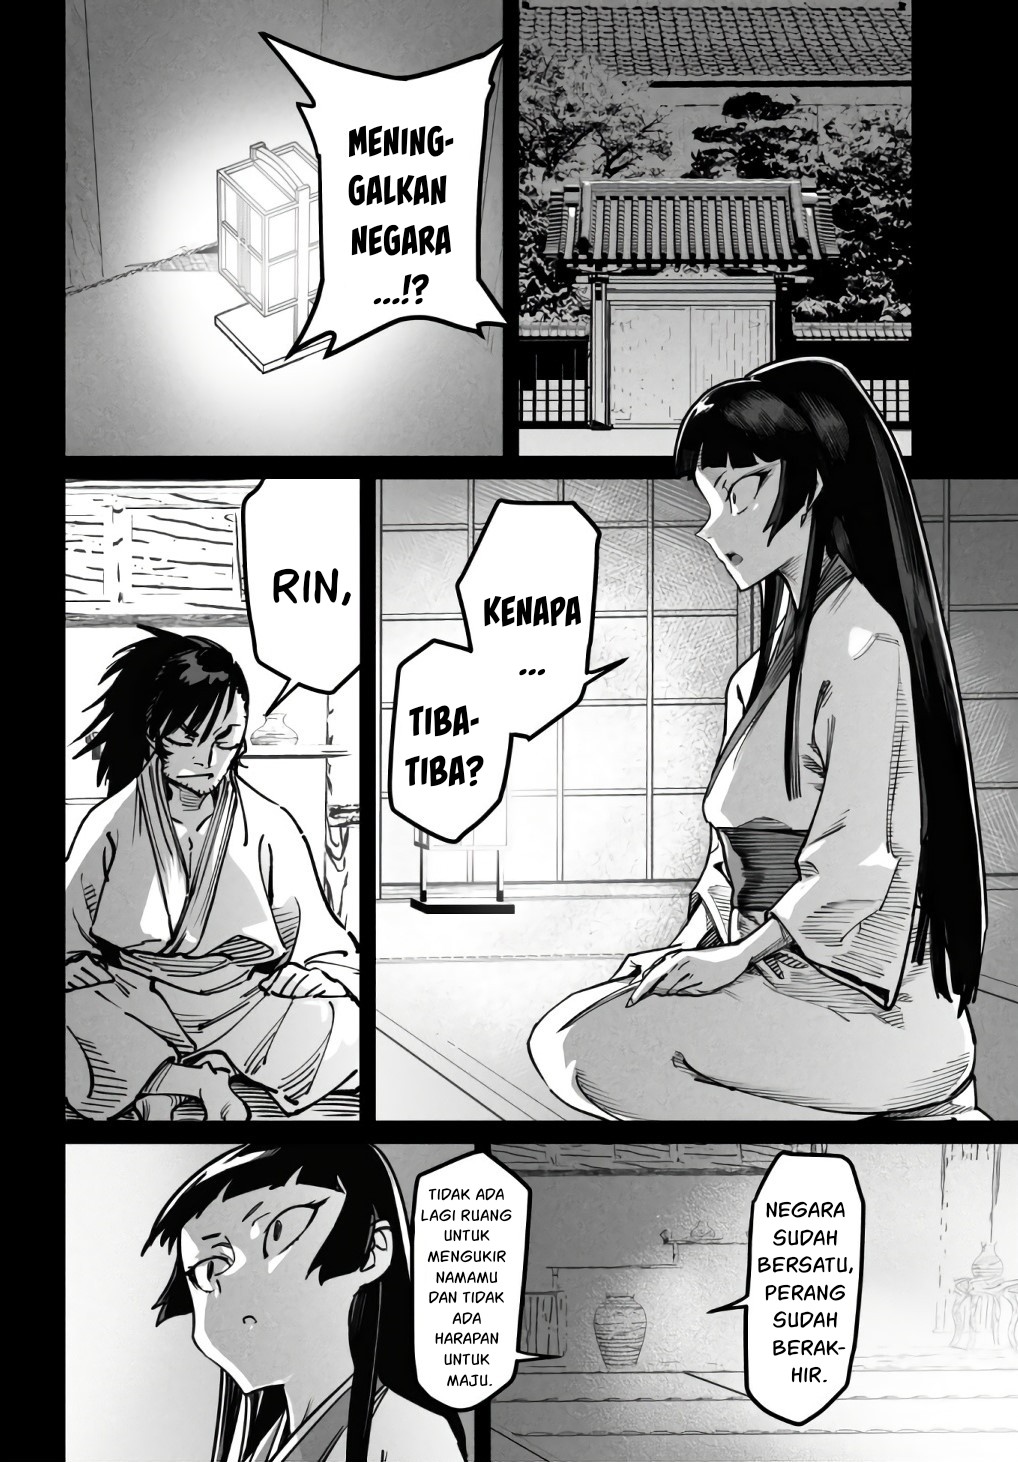 MENING-
GALKAN
NEGARA
...!?
KENAPA
...
TIBA-
TIBA?
RIN,
NEGARA
SUDAH
BERSATU,
PERANG
SUDAH
BERAK-
HIR.
TIDAK ADA
LAGI RUANG
UNTUK
MENGUKIR
NAMAMU
DAN TIDAK
ADA
HARAPAN
UNTUK
MAJU.